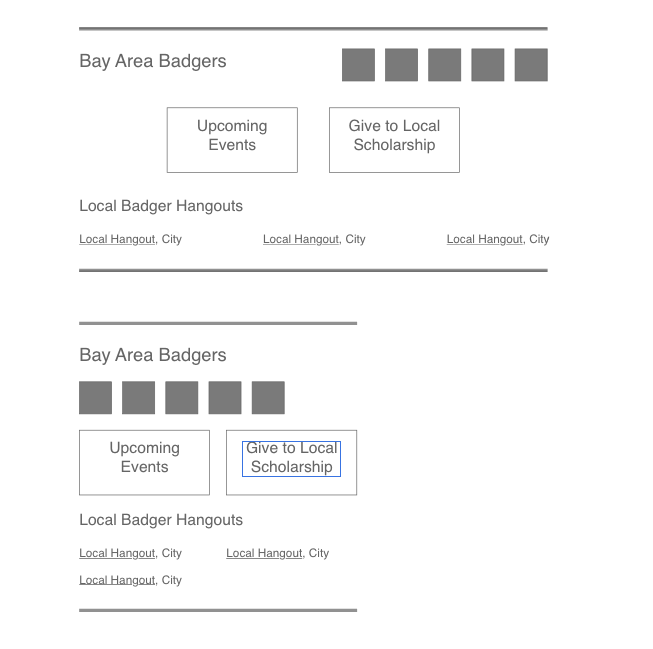 Bay Area Badgers
Upcoming
Events
Give to Local
Scholarship
Local Badger Hangouts
Local Hangout, City
Local Hangout, City
Local Hangout, City
Bay Area Badgers
Upcoming
Events
Give to Local
Scholarship
Local Badger Hangouts
Local Hangout, City
Local Hangout, City
Local Hangout, City